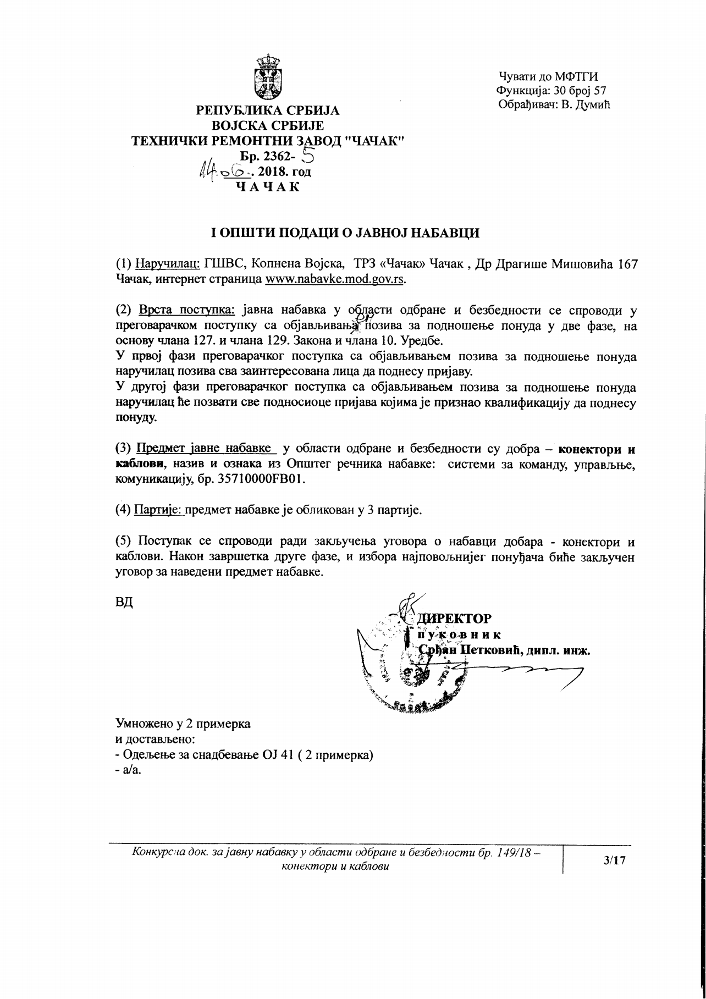 Чувати до МФТГИ
Функција: 30 број 57
Обрађивач: В. Думић
РЕПУБЛИКА СРБИЈА
ВОЈСКА СРБИЈЕ
ТЕХНИЧКИ РЕМОНТНИ ЗАВОД "ЧАЧАК"
Бр. 2362- 5
14.06.. 2018. год
Ч А Ч А К
I ОПШТИ ПОДАЦИ О ЈАВНОЈ НАБАВЦИ
(1) Наручилац: ГШВС, Копнена Војска, ТРЗ «Чачак» Чачак , Др Драгише Мишовића 167
Чачак, интернет страница www.nabavke.mod.gov.rs.
(2) Врста поступка: јавна набавка у области одбране и безбедности се спроводи у
преговарачком поступку са објављивањем позива за подношење понуда у две фазе, на
основу члана 127. и члана 129. Закона и члана 10. Уредбе.
У првој фази преговарачког поступка са објављивањем позива за подношење понуда
наручилац позива сва заинтересована лица да поднесу пријаву.
У другој фази преговарачког поступка са објављивањем позива за подношење понуда
наручилац ће позвати све подносиоце пријава којима је признао квалификацију да поднесу
понуду.
(3) Предмет јавне набавке у области одбране и безбедности су добра – конектори и
каблови, назив и ознака из Општег речника набавке: системи за команду, управљње,
комуникацију, бр. 35710000FB01.
(4) Партије: предмет набавке је обликован у 3 партије.
(5) Поступак се спроводи ради закључења уговора о набавци добара - конектори и
каблови. Након завршетка друге фазе, и избора најповољнијег понуђача биће закључен
уговор за наведени предмет набавке.
ВД
ДИРЕКТОР
п у к о в н и к
Срђан Петковић, дипл. инж.
Умножено у 2 примерка
и достављено:
- Одељење за снадбевање ОЈ 41 ( 2 примерка)
- а/а.
Конкурсна док. за јавну набавку у области одбране и безбедности бр. 149/18 –
конектори и каблови
3/17